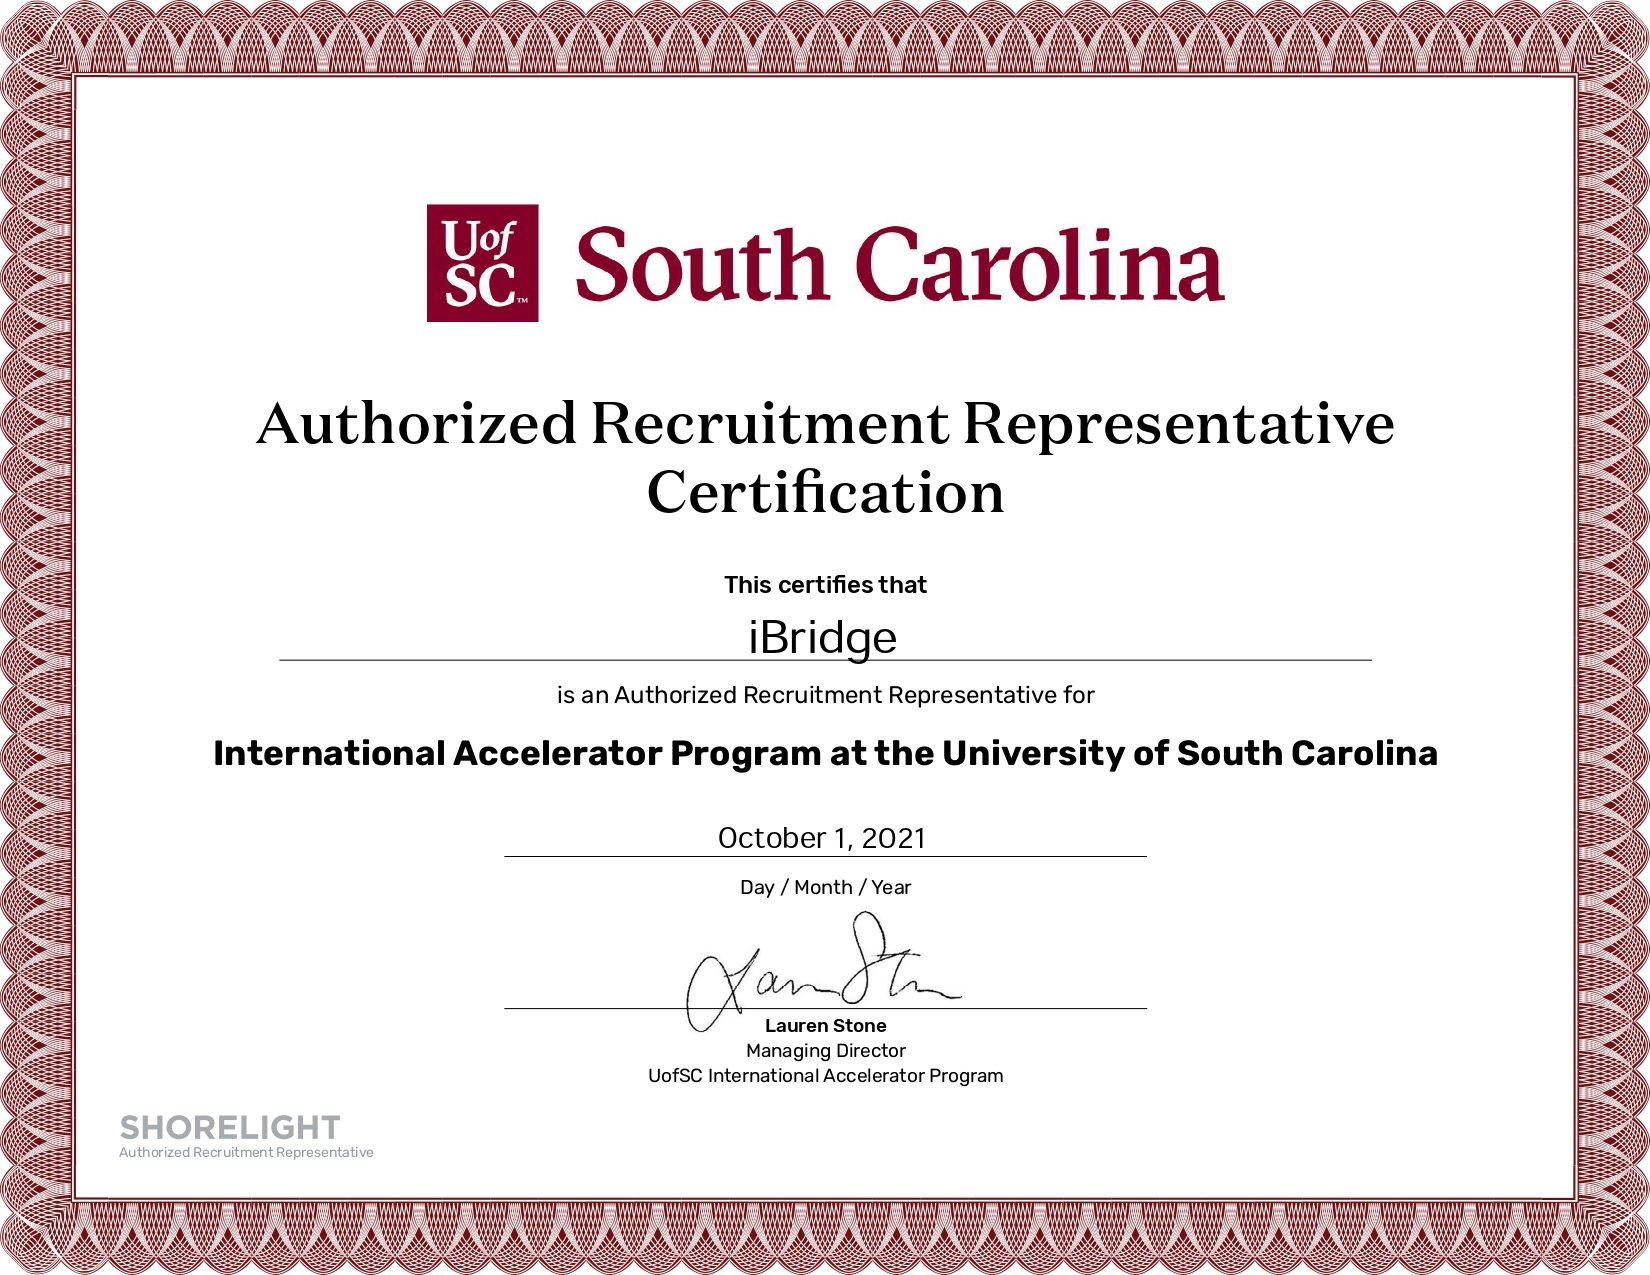 UofSC™ South Carolina
Authorized Recruitment Representative
Certification
This certifies that
iBridge
is an Authorized Recruitment Representative for
International Accelerator Program at the University of South Carolina
October 1, 2021
Day / Month / Year
Lauren Stone
Managing Director
UofSC International Accelerator Program
SHORELIGHT
Authorized Recruitment Representative